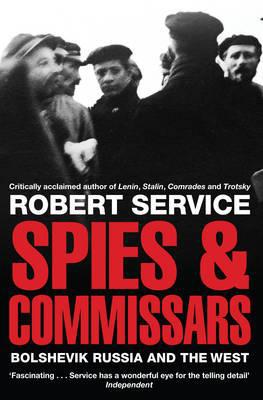 Critically acclaimed author of Lenin, Stalin, Comrades and Trotsky
ROBERT SERVICE
SPIES &
COMMISSARS
BOLSHEVIK RUSSIA AND THE WEST
‘Fascinating . . . Service has a wonderful eye for the telling detail’
Independent